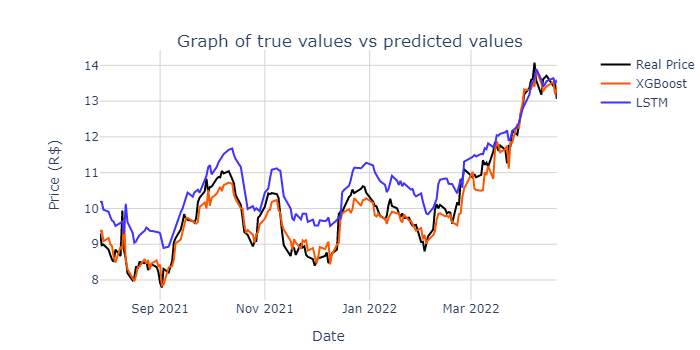 Graph of true values vs predicted values
Real Price
XGBoost
LSTM
14
13
12
11
10
9
8
Price (R$)
Sep 2021
Nov 2021
Jan 2022
Mar 2022
Date